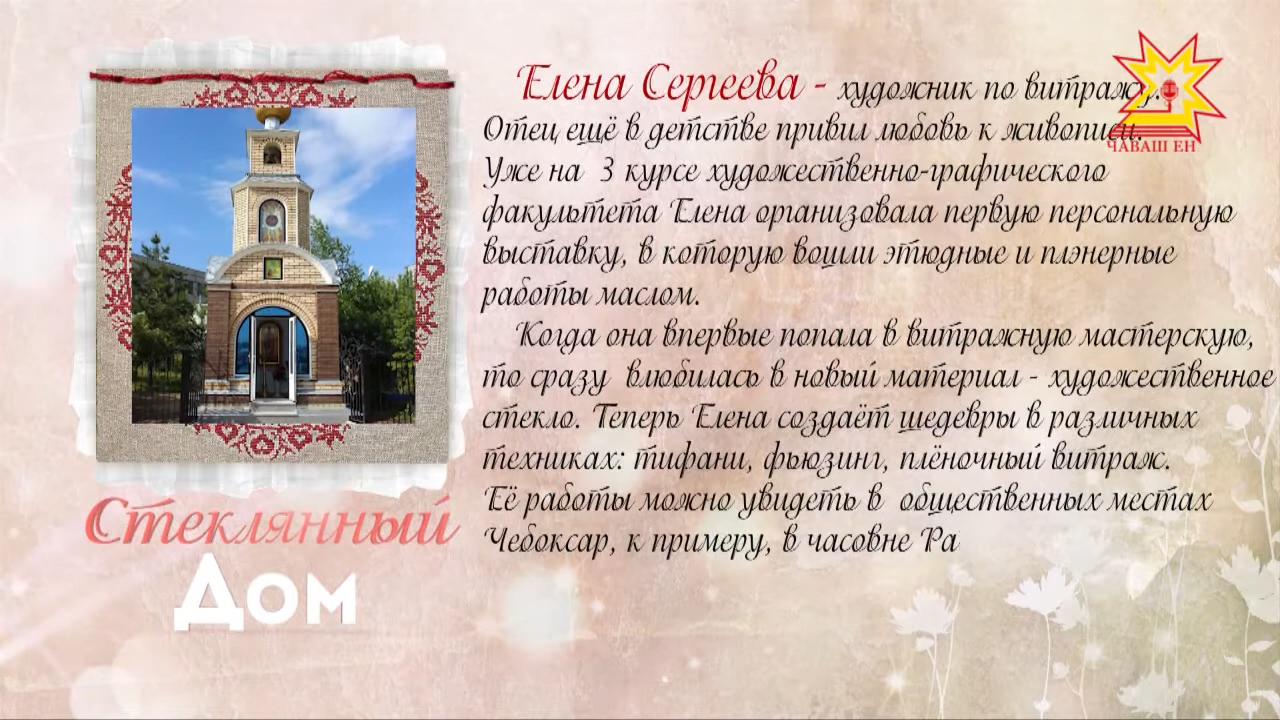 Елена Сергеева - художник по витражу.
Отец ещё в детстве привил любовь к живописи.
Уже на 3 курсе художественно-графического
факультета Елена организовала первую персональную
выставку, в которую вошли этюдные и плэнерные
работы маслом.
Когда она впервые попала в витражную мастерскую,
то сразу влюбилась в новый материал - художественное
стекло. Теперь Елена создаёт шедевры в различных
техниках: тифани, фьюзинг, плёночный витраж.
Её работы можно увидеть в общественных местах
Чебоксар, к примеру, в часовне Ра
ЧАВАШ ЕН
Стеклянный
Дом